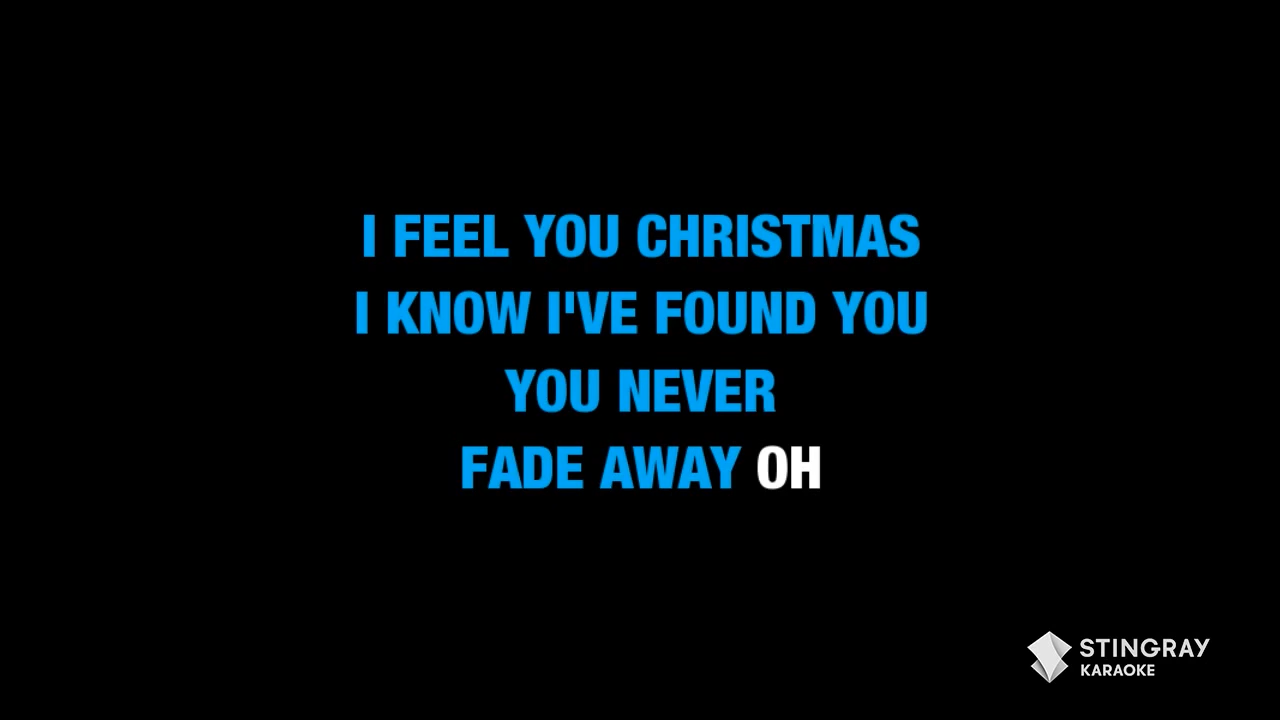 I FEEL YOU CHRISTMAS
I KNOW I'VE FOUND YOU
YOU NEVER
FADE AWAY OH
STINGRAY
KARAOKE